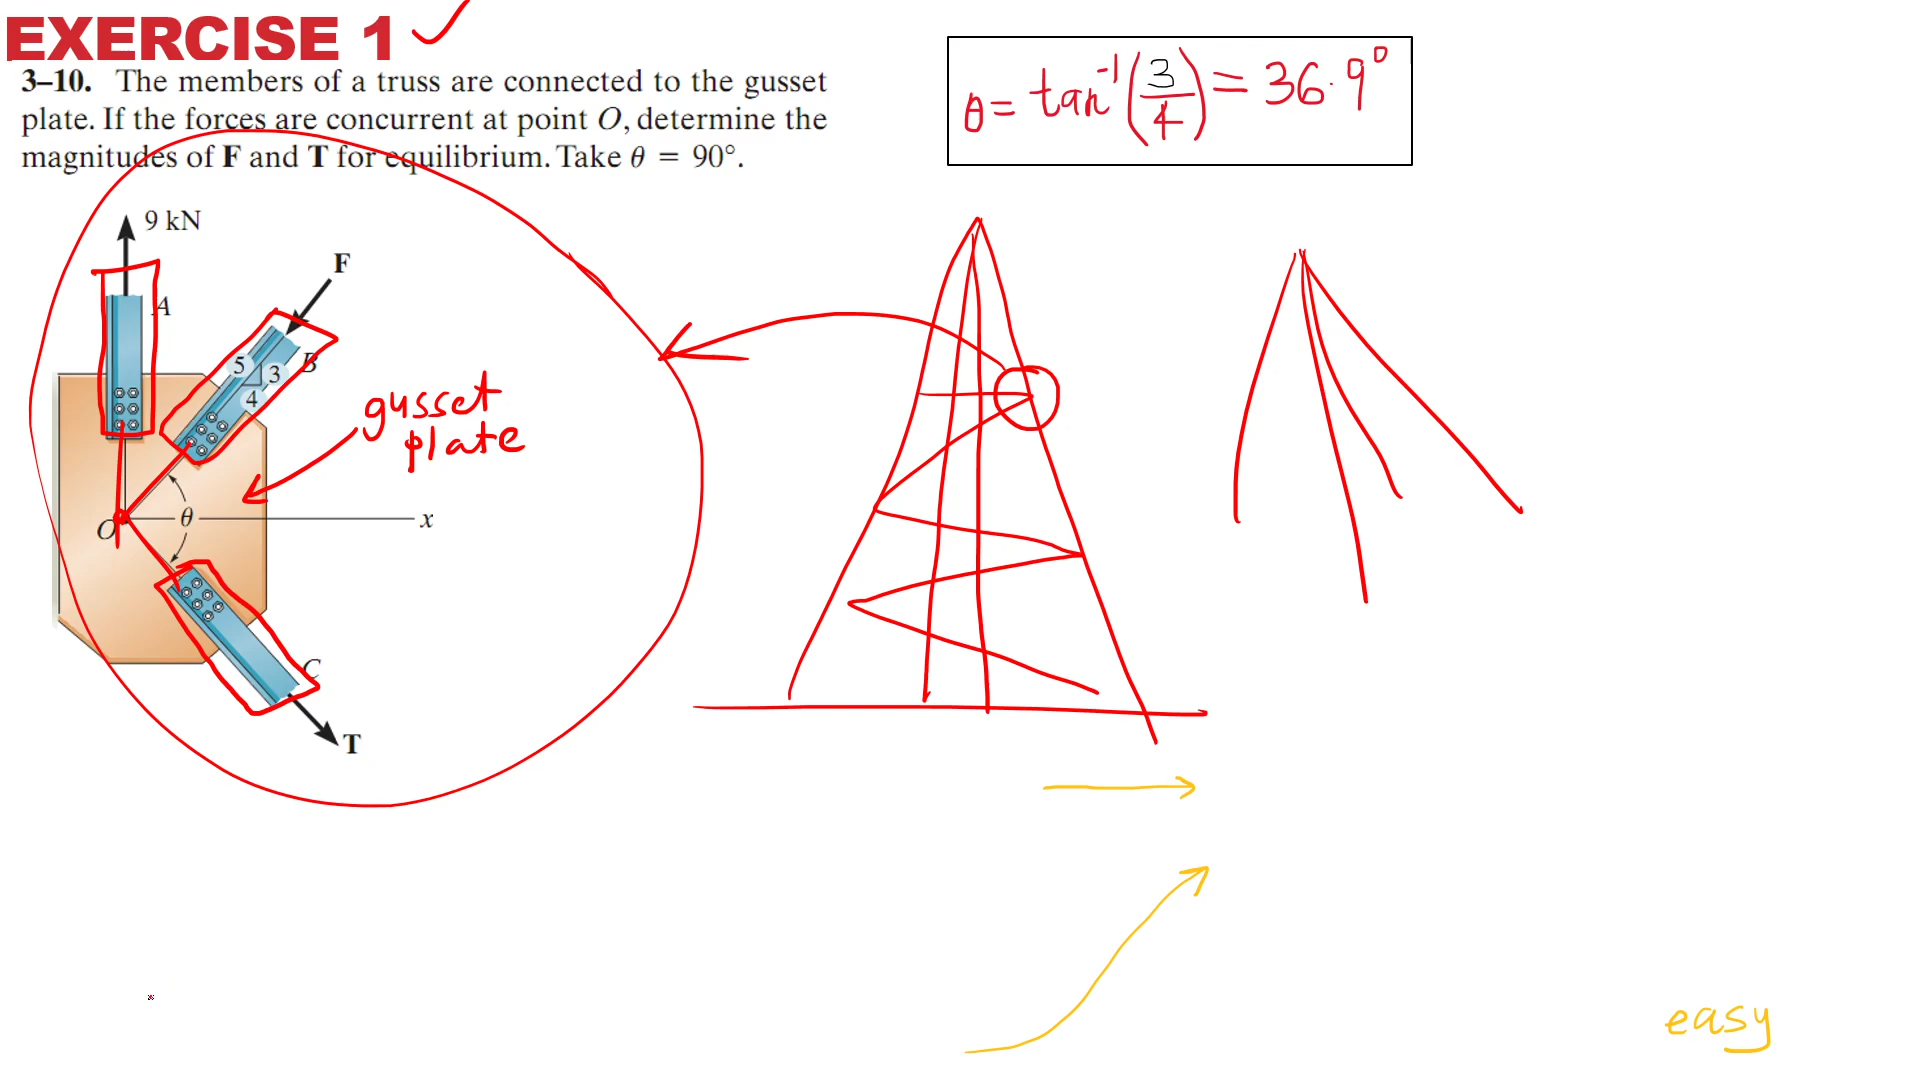 EXERCISE 1
3–10. The members of a truss are connected to the gusset
plate. If the forces are concurrent at point O, determine the
magnitudes of F and T for equilibrium. Take θ = 90°.
θ = tan⁻¹(3/4) = 36.9°
9 kN
F
A
B
5
3
4
gusset
plate
O
θ
x
C
T
easy